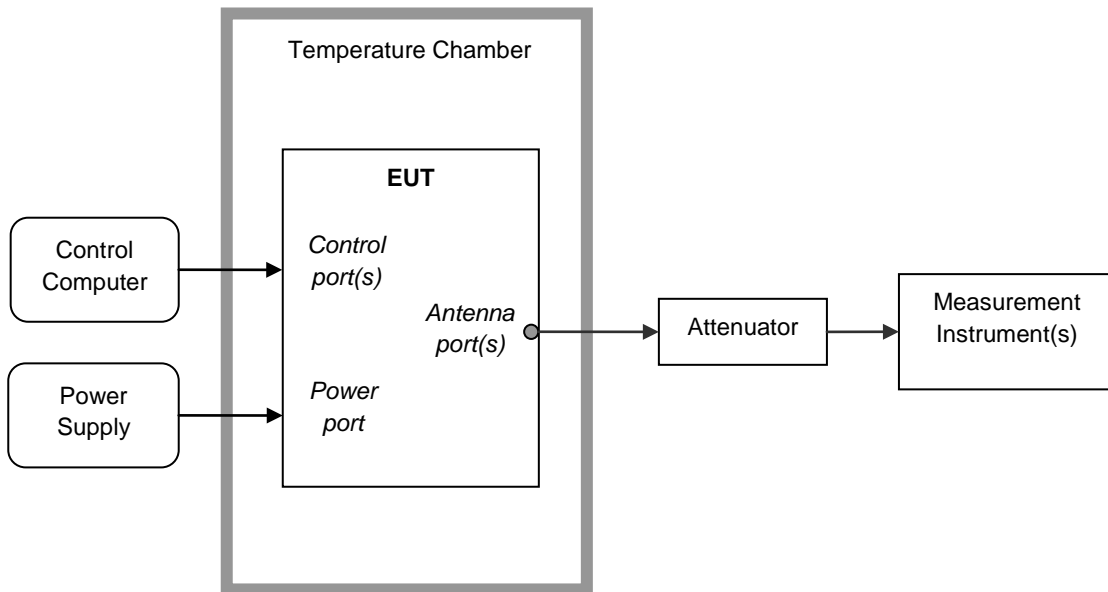 Temperature Chamber
EUT
Control
Computer
Control
port(s)
Antenna
port(s)
Attenuator
Measurement
Instrument(s)
Power
Supply
Power
port